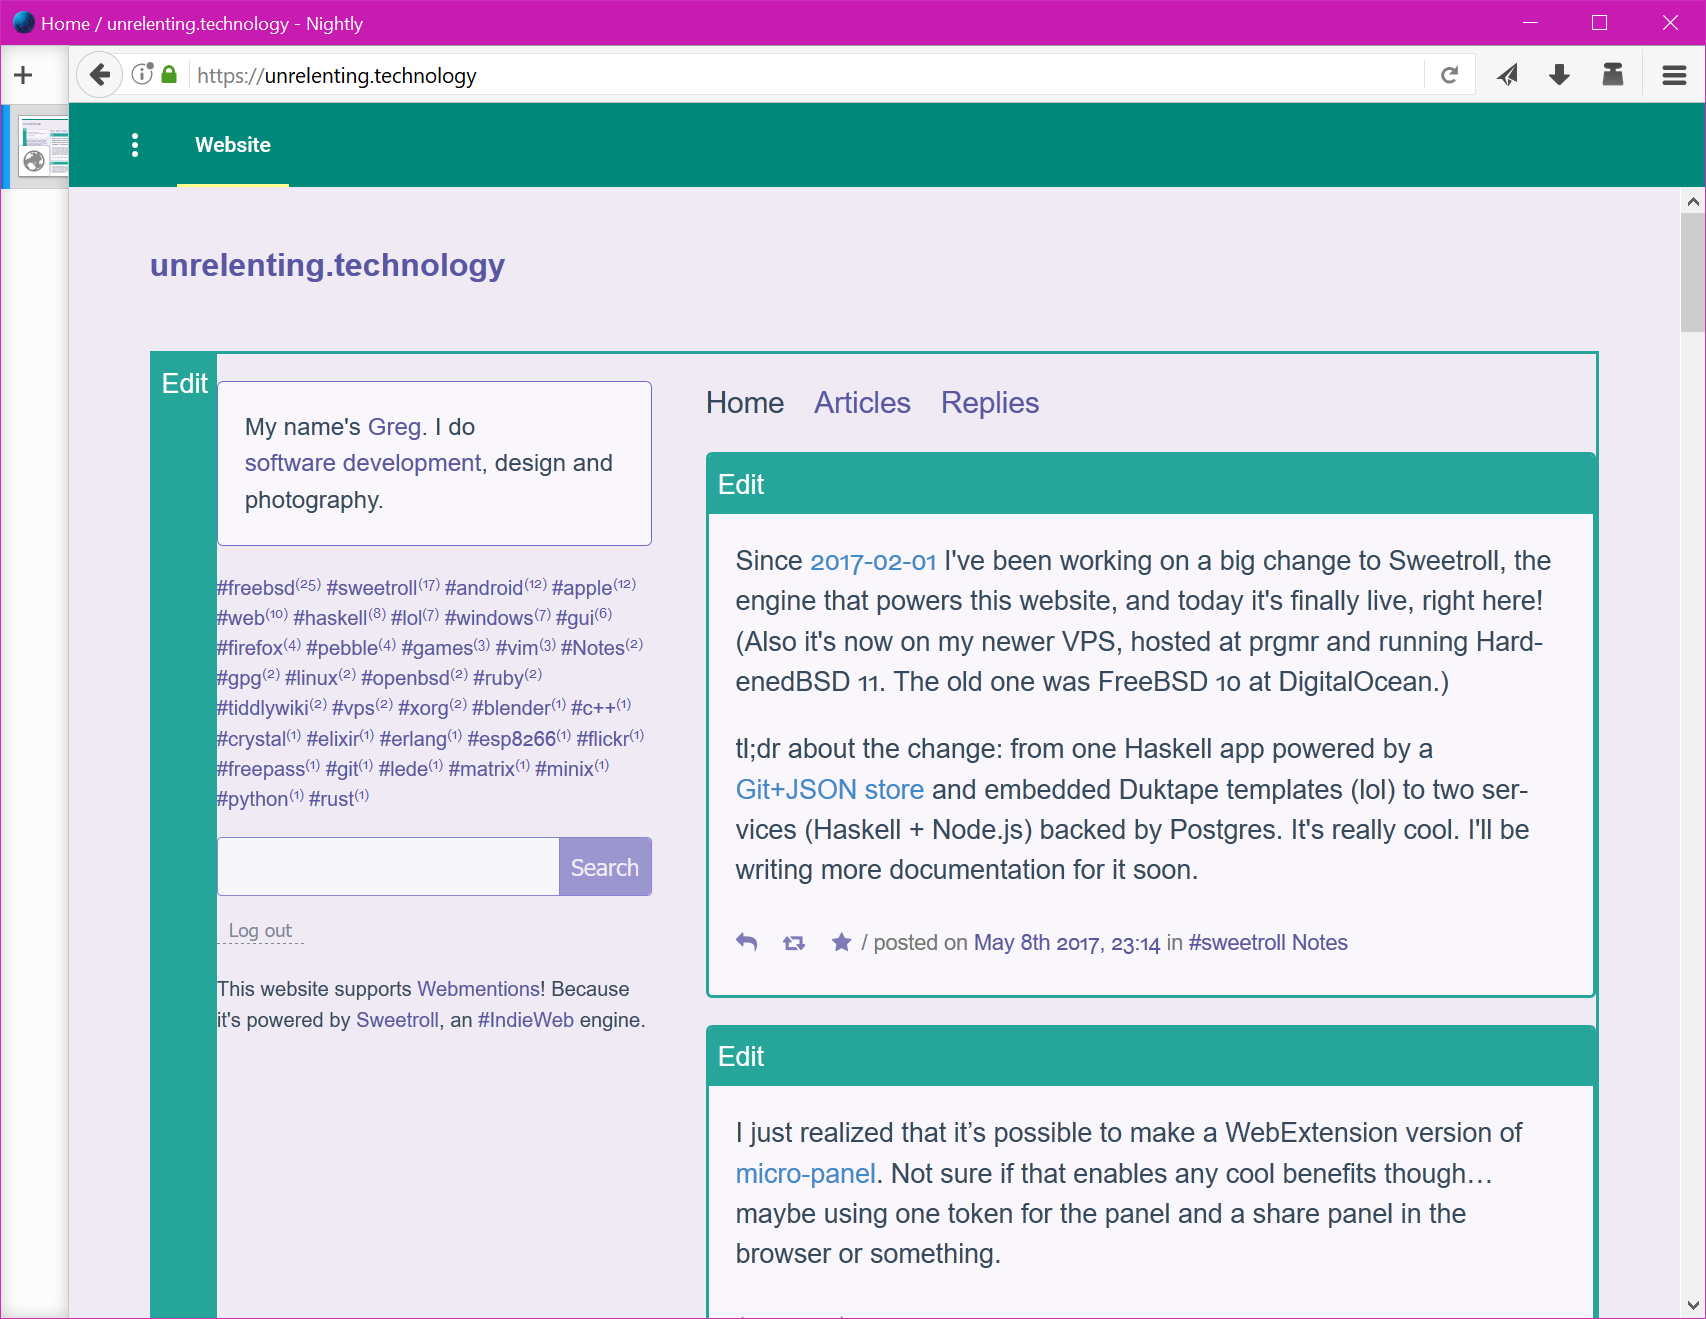 Home / unrelenting.technology - Nightly
https://unrelenting.technology
Website
unrelenting.technology
Edit
My name's Greg. I do
software development, design and
photography.
#freebsd(25) #sweetroll(17) #android(12) #apple(12)
#web(10) #haskell(8) #lol(7) #windows(7) #gui(6)
#firefox(4) #pebble(4) #games(3) #vim(3) #Notes(2)
#gpg(2) #linux(2) #openbsd(2) #ruby(2)
#tiddlywiki(2) #vps(2) #xorg(2) #blender(1) #c++(1)
#crystal(1) #elixir(1) #erlang(1) #esp8266(1) #flickr(1)
#freepass(1) #git(1) #lede(1) #matrix(1) #minix(1)
#python(1) #rust(1)
Search
Log out
This website supports Webmentions! Because
it's powered by Sweetroll, an #IndieWeb engine.
Home Articles Replies
Edit
Since 2017-02-01 I've been working on a big change to Sweetroll, the
engine that powers this website, and today it's finally live, right here!
(Also it's now on my newer VPS, hosted at prgmr and running Hard-
enedBSD 11. The old one was FreeBSD 10 at DigitalOcean.)
tl;dr about the change: from one Haskell app powered by a
Git+JSON store and embedded Duktape templates (lol) to two ser-
vices (Haskell + Node.js) backed by Postgres. It's really cool. I'll be
writing more documentation for it soon.
/ posted on May 8th 2017, 23:14 in #sweetroll Notes
Edit
I just realized that it’s possible to make a WebExtension version of
micro-panel. Not sure if that enables any cool benefits though…
maybe using one token for the panel and a share panel in the
browser or something.